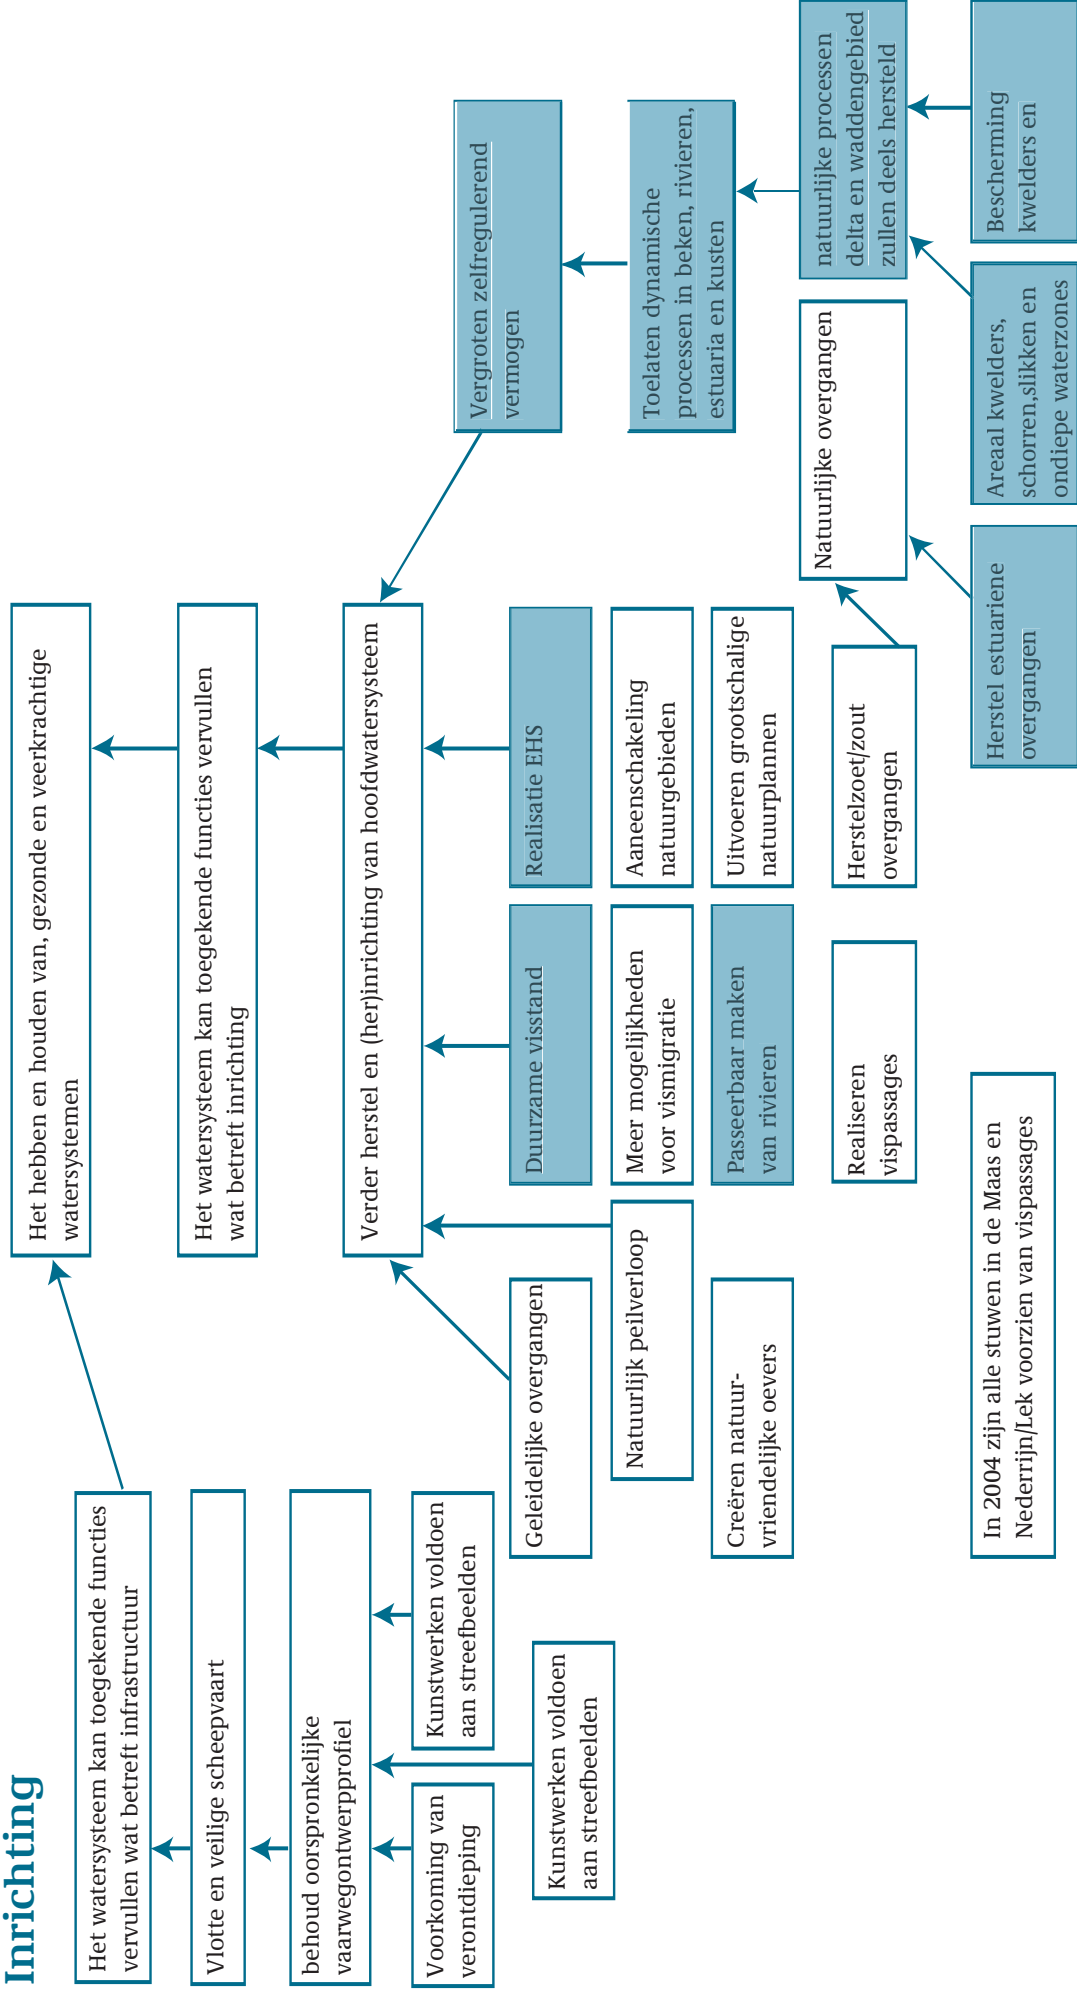 Inrichting
Het hebben en houden van, gezonde en veerkrachtige
watersystemen
Het watersysteem kan toegekende functies
vervullen wat betreft infrastructuur
Het watersysteem kan toegekende functies vervullen
wat betreft inrichting
Vlotte en veilige scheepvaart
behoud oorspronkelijke
vaarwegontwerpprofiel
Verder herstel en (her)inrichting van hoofdwatersysteem
Voorkoming van
verontdieping
Kunstwerken voldoen
aan streefbeelden
Kunstwerken voldoen
aan streefbeelden
Vergroten zelfregulerend
vermogen
Geleidelijke overgangen
Duurzame visstand
Realisatie EHS
Natuurlijk peilverloop
Meer mogelijkheden
voor vismigratie
Aaneenschakeling
natuurgebieden
Toelaten dynamische
processen in beken, rivieren,
estuaria en kusten
Creëren natuur-
vriendelijke oevers
Passeerbaar maken
van rivieren
Uitvoeren grootschalige
natuurplannen
Natuurlijke overgangen
natuurlijke processen
delta en waddengebied
zullen deels hersteld
Realiseren
vispassages
Herstelzoet/zout
overgangen
In 2004 zijn alle stuwen in de Maas en
Nederrijn/Lek voorzien van vispassages
Herstel estuariene
overgangen
Areaal kwelders,
schorren,slikken en
ondiepe waterzones
Bescherming
kwelders en